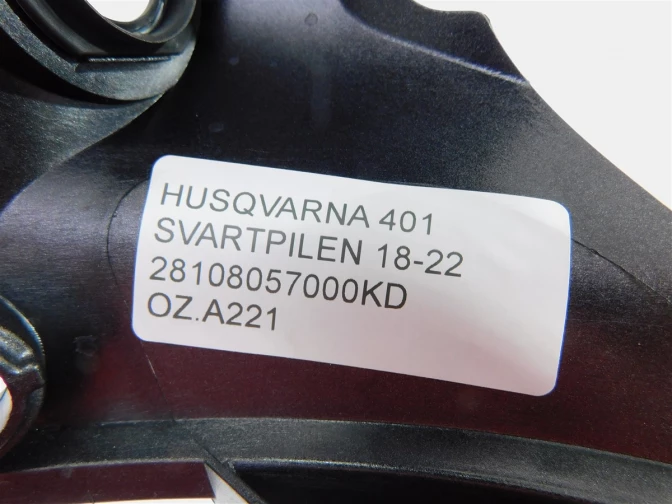 HUSQVARNA 401
SVARTPILEN 18-22
28108057000KD
OZ.A221